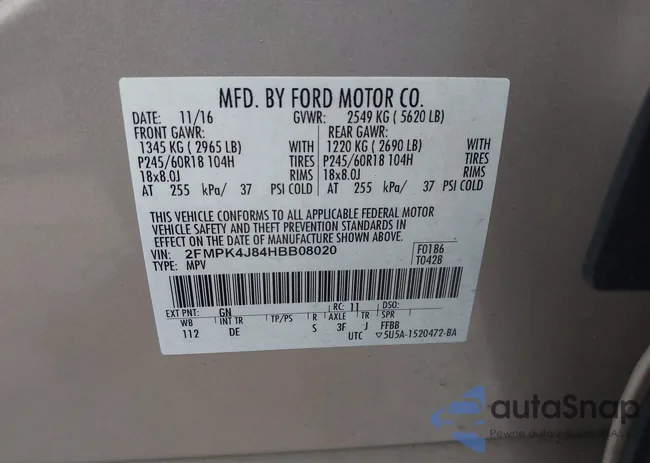 MFD. BY FORD MOTOR CO.
DATE: 11/16 GVWR: 2549 KG ( 5620 LB)
FRONT GAWR: REAR GAWR:
1345 KG ( 2965 LB) WITH 1220 KG ( 2690 LB) WITH
P245/60R18 104H TIRES P245/60R18 104H TIRES
18x8.0J RIMS 18x8.0J RIMS
AT 255 kPa/ 37 PSI COLD AT 255 kPa/ 37 PSI COLD
THIS VEHICLE CONFORMS TO ALL APPLICABLE FEDERAL MOTOR
VEHICLE SAFETY AND THEFT PREVENTION STANDARDS IN
EFFECT ON THE DATE OF MANUFACTURE SHOWN ABOVE.
VIN: 2FMPK4J84HBB08020 F0186
TYPE: MPV T0428
EXT PNT: GN RC: 11 DSO:
WB INT TR TP/PS R AXLE TR SPR
112 DE S 3F J FFBB
UTC ▽5U5A-1520472-BA
autaSnap
Pewne auta z